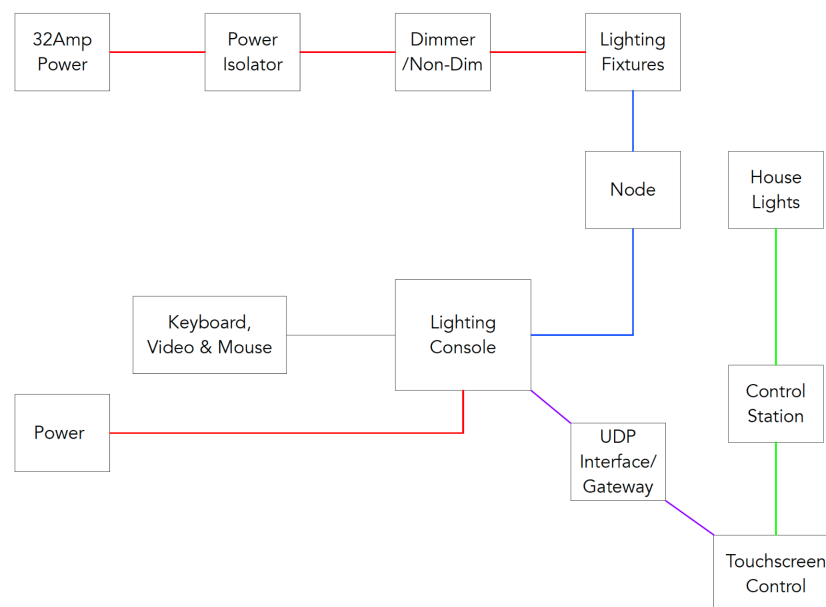 32Amp
Power
Power
Isolator
Dimmer
/Non-Dim
Lighting
Fixtures
Node
House
Lights
Keyboard,
Video & Mouse
Lighting
Console
Control
Station
Power
UDP
Interface/
Gateway
Touchscreen
Control